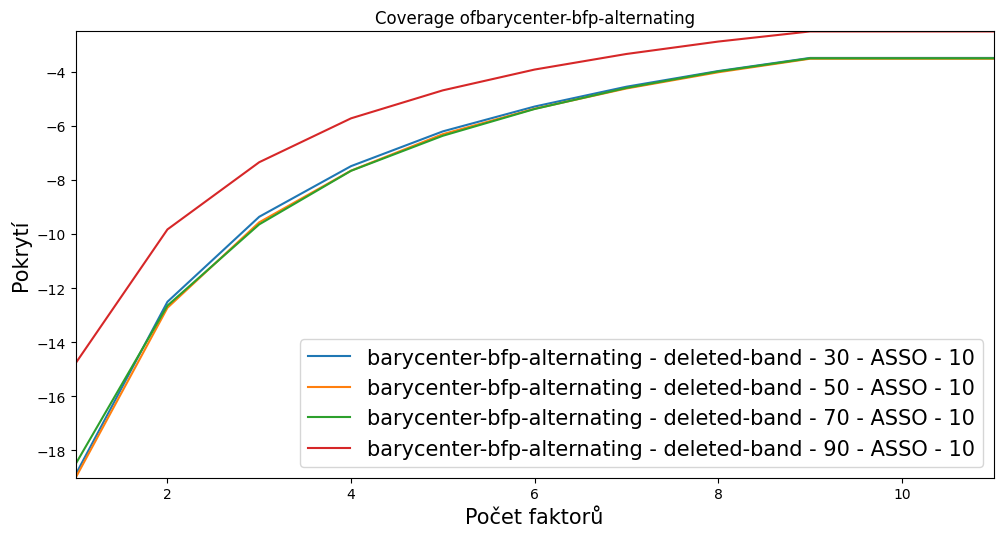 Coverage ofbarycenter-bfp-alternating
Pokrytí
−4
−6
−8
−10
−12
−14
−16
−18
barycenter-bfp-alternating - deleted-band - 30 - ASSO - 10
barycenter-bfp-alternating - deleted-band - 50 - ASSO - 10
barycenter-bfp-alternating - deleted-band - 70 - ASSO - 10
barycenter-bfp-alternating - deleted-band - 90 - ASSO - 10
2
4
6
8
10
Počet faktorů